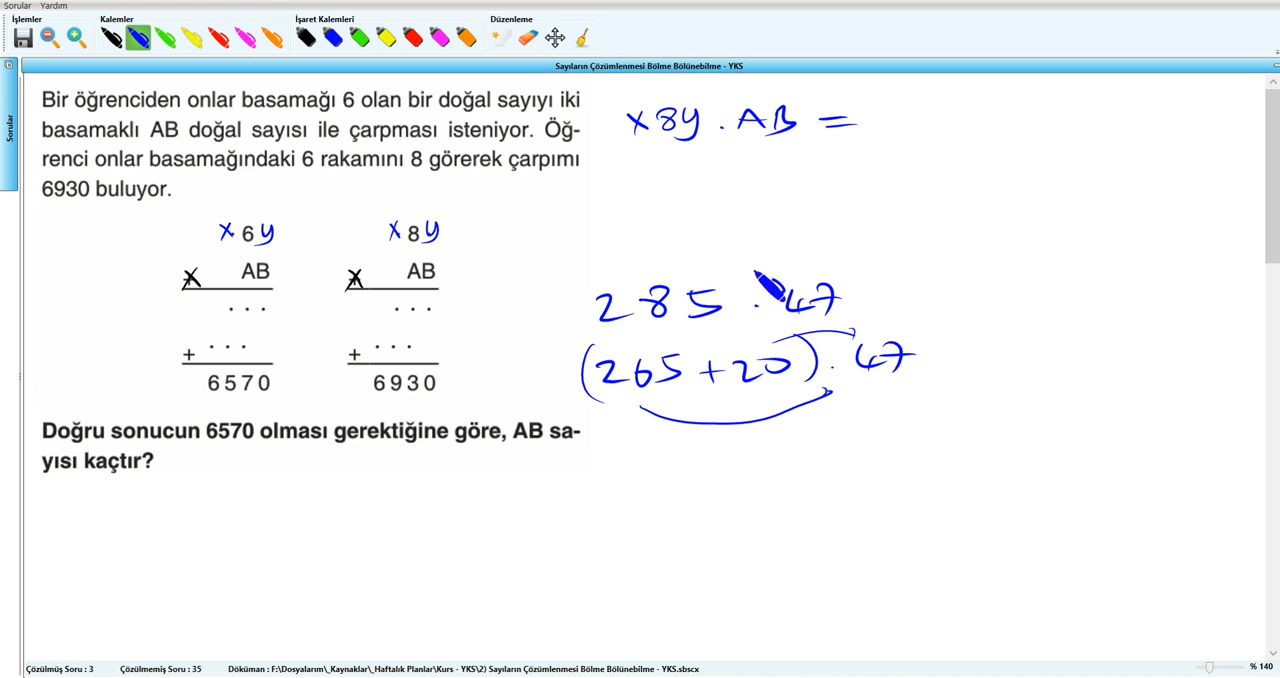 Sorular Yardım
İşlemler Kalemler İşaret Kalemleri Düzenleme
Sayıların Çözümlenmesi Bölme Bölünebilme - YKS
Sorular
Bir öğrenciden onlar basamağı 6 olan bir doğal sayıyı iki
basamaklı AB doğal sayısı ile çarpması isteniyor. Öğ-
renci onlar basamağındaki 6 rakamını 8 görerek çarpımı
6930 buluyor.
x 6 y x 8 y
x AB x AB
. . . . . .
+ . . . + . . .
6570 6930
Doğru sonucun 6570 olması gerektiğine göre, AB sa-
yısı kaçtır?
x8y . AB =
285 . 47
(265 + 20) . 47
Çözülmüş Soru : 3 Çözülmemiş Soru : 35 Döküman : F:\Dosyalarım\_Kaynaklar\_Haftalık Planlar\Kurs - YKS\2) Sayıların Çözümlenmesi Bölme Bölünebilme - YKS.sbscx % 140